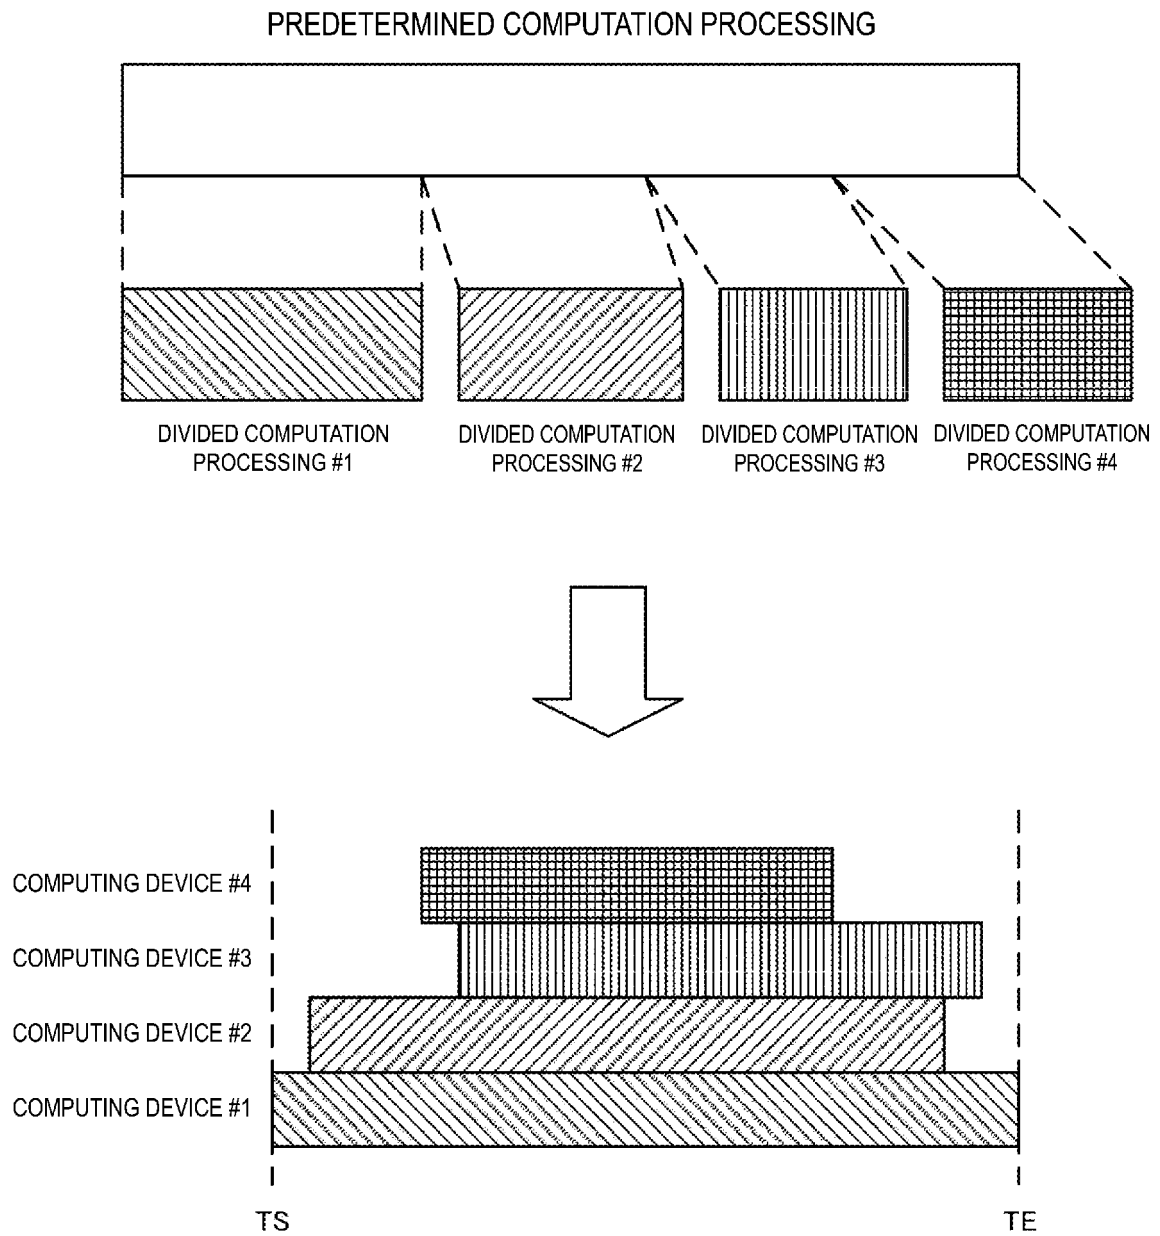 PREDETERMINED COMPUTATION PROCESSING
DIVIDED COMPUTATION
PROCESSING #1
DIVIDED COMPUTATION
PROCESSING #2
DIVIDED COMPUTATION
PROCESSING #3
DIVIDED COMPUTATION
PROCESSING #4
COMPUTING DEVICE #4
COMPUTING DEVICE #3
COMPUTING DEVICE #2
COMPUTING DEVICE #1
TS
TE